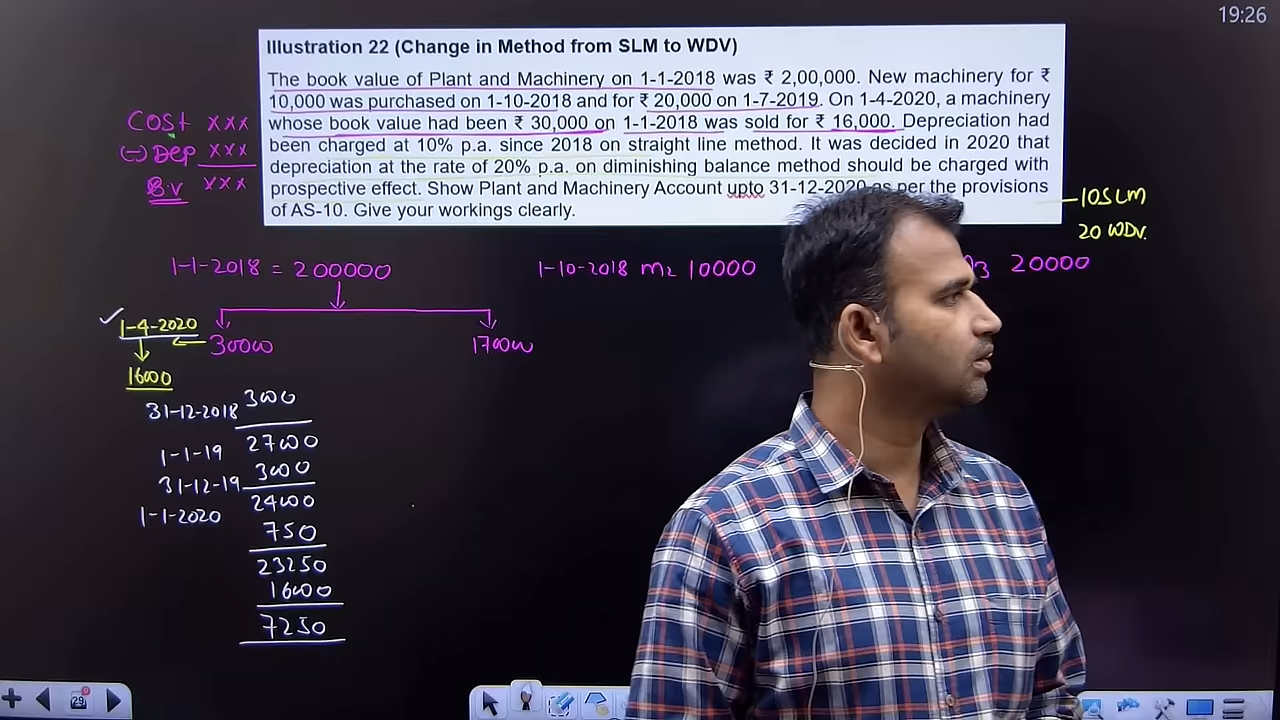 19:26
Illustration 22 (Change in Method from SLM to WDV)
The book value of Plant and Machinery on 1-1-2018 was ₹ 2,00,000. New machinery for ₹
10,000 was purchased on 1-10-2018 and for ₹ 20,000 on 1-7-2019. On 1-4-2020, a machinery
whose book value had been ₹ 30,000 on 1-1-2018 was sold for ₹ 16,000. Depreciation had
been charged at 10% p.a. since 2018 on straight line method. It was decided in 2020 that
depreciation at the rate of 20% p.a. on diminishing balance method should be charged with
prospective effect. Show Plant and Machinery Account upto 31-12-2020 as per the provisions
of AS-10. Give your workings clearly.
Cost xxx
(-) Dep xxx
B.V xxx
10 SLM
20 WDV.
1-1-2018 = 200000
1-10-2018 M2 10000
3 20000
1-4-2020
30000
170000
16000
31-12-2018 3000
1-1-19 27000
31-12-19 3000
1-1-2020 24000
750
23250
16000
7250
29